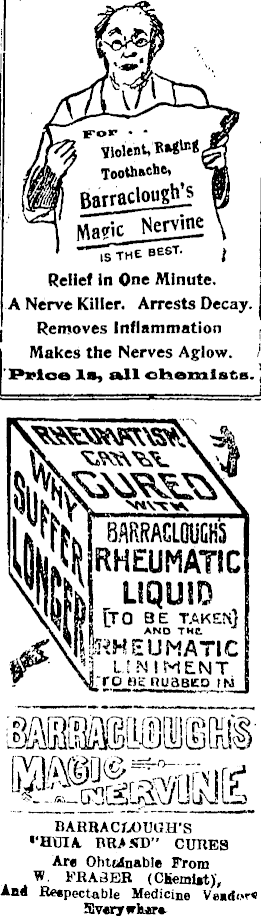 For . .
Violent, Raging
Toothache,
Barraclough's
Magic Nervine
IS THE BEST.
Relief in One Minute.
A Nerve Killer. Arrests Decay.
Removes Inflammation
Makes the Nerves Aglow.
Price 1s, all chemists.
RHEUMATISM!
CAN BE
CURED
WITH
WHY
SUFFER
LONGER
BARRACLOUGH'S
RHEUMATIC
LIQUID
[TO BE TAKEN]
AND THE
RHEUMATIC
LINIMENT
TO BE RUBBED IN
BARRACLOUGH'S
MAGIC
NERVINE
BARRACLOUGH'S
"HUIA BRAND" CURES
Are Obtainable From
W. FRASER (Chemist),
And Respectable Medicine Vendors
Everywhere